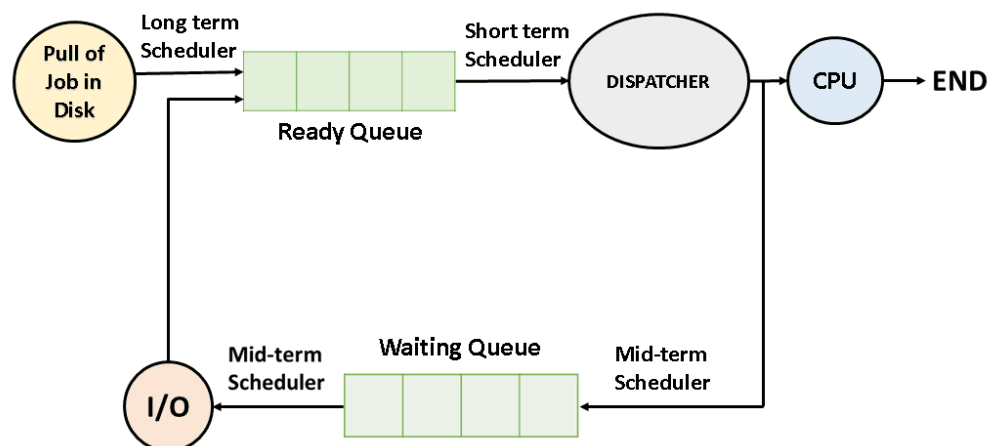 Pull of
Job in
Disk
Long term
Scheduler
Ready Queue
Short term
Scheduler
DISPATCHER
CPU
END
Waiting Queue
Mid-term
Scheduler
Mid-term
Scheduler
I/O